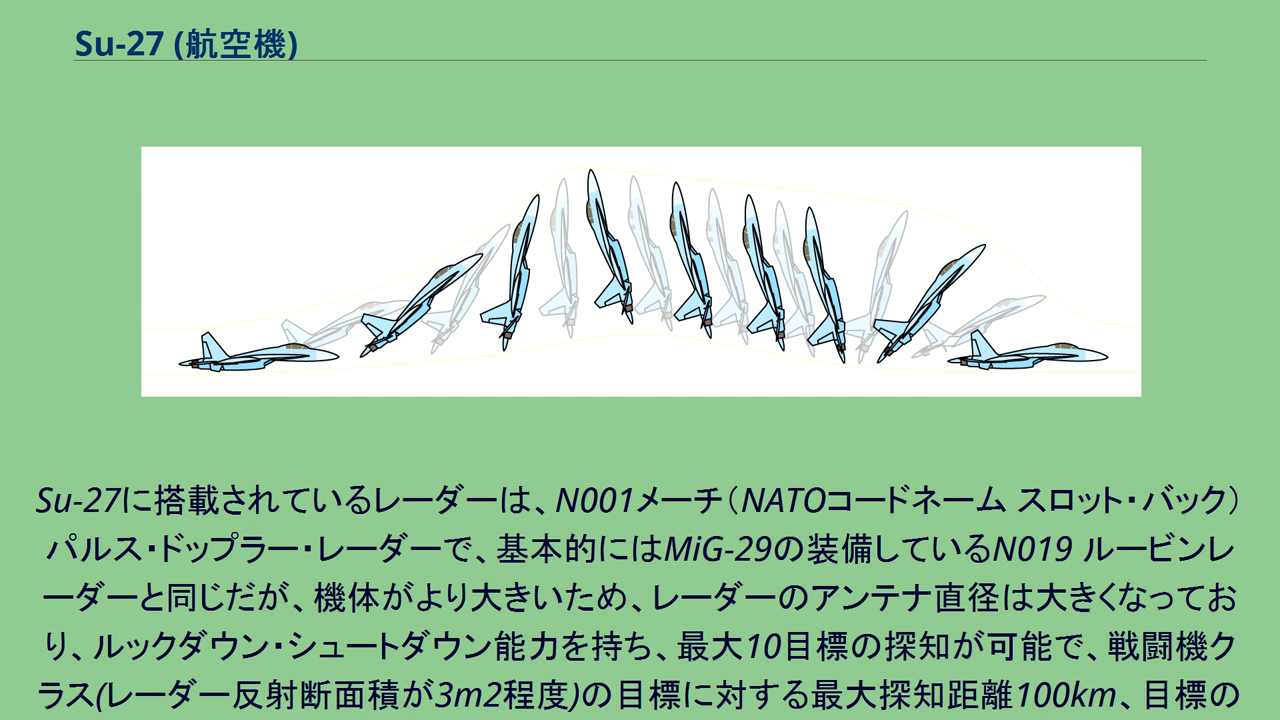 Su-27 (航空機)
Su-27に搭載されているレーダーは、N001メーチ（NATOコードネーム スロット・バック）
パルス・ドップラー・レーダーで、基本的にはMiG-29の装備しているN019 ルービンレ
ーダーと同じだが、機体がより大きいため、レーダーのアンテナ直径は大きくなってお
り、ルックダウン・シュートダウン能力を持ち、最大10目標の探知が可能で、戦闘機ク
ラス(レーダー反射断面積が3m2程度)の目標に対する最大探知距離100km、目標の